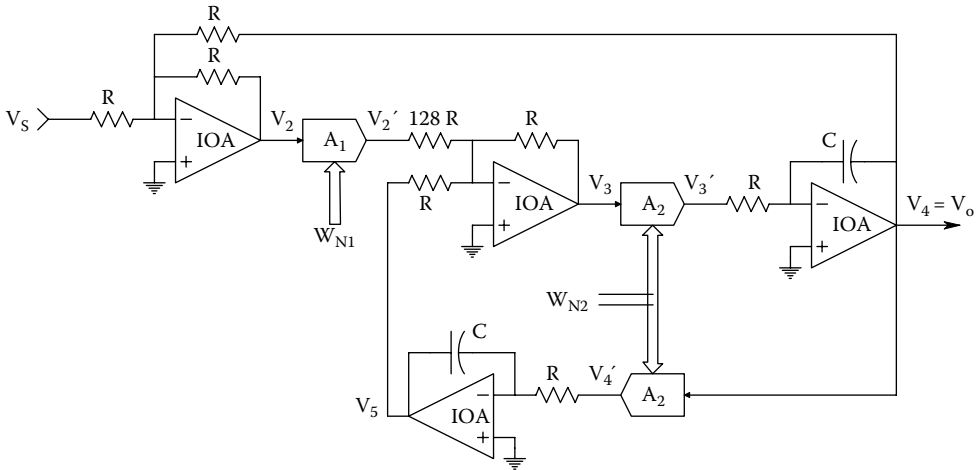 R
R
R
V_S
IOA
V_2
A_1
V_2´
128 R
R
C
R
IOA
V_3
A_2
V_3´
R
IOA
V_4 = V_o
W_N1
W_N2
C
R
V_4´
A_2
V_5
IOA
−
+
−
+
−
+
−
+